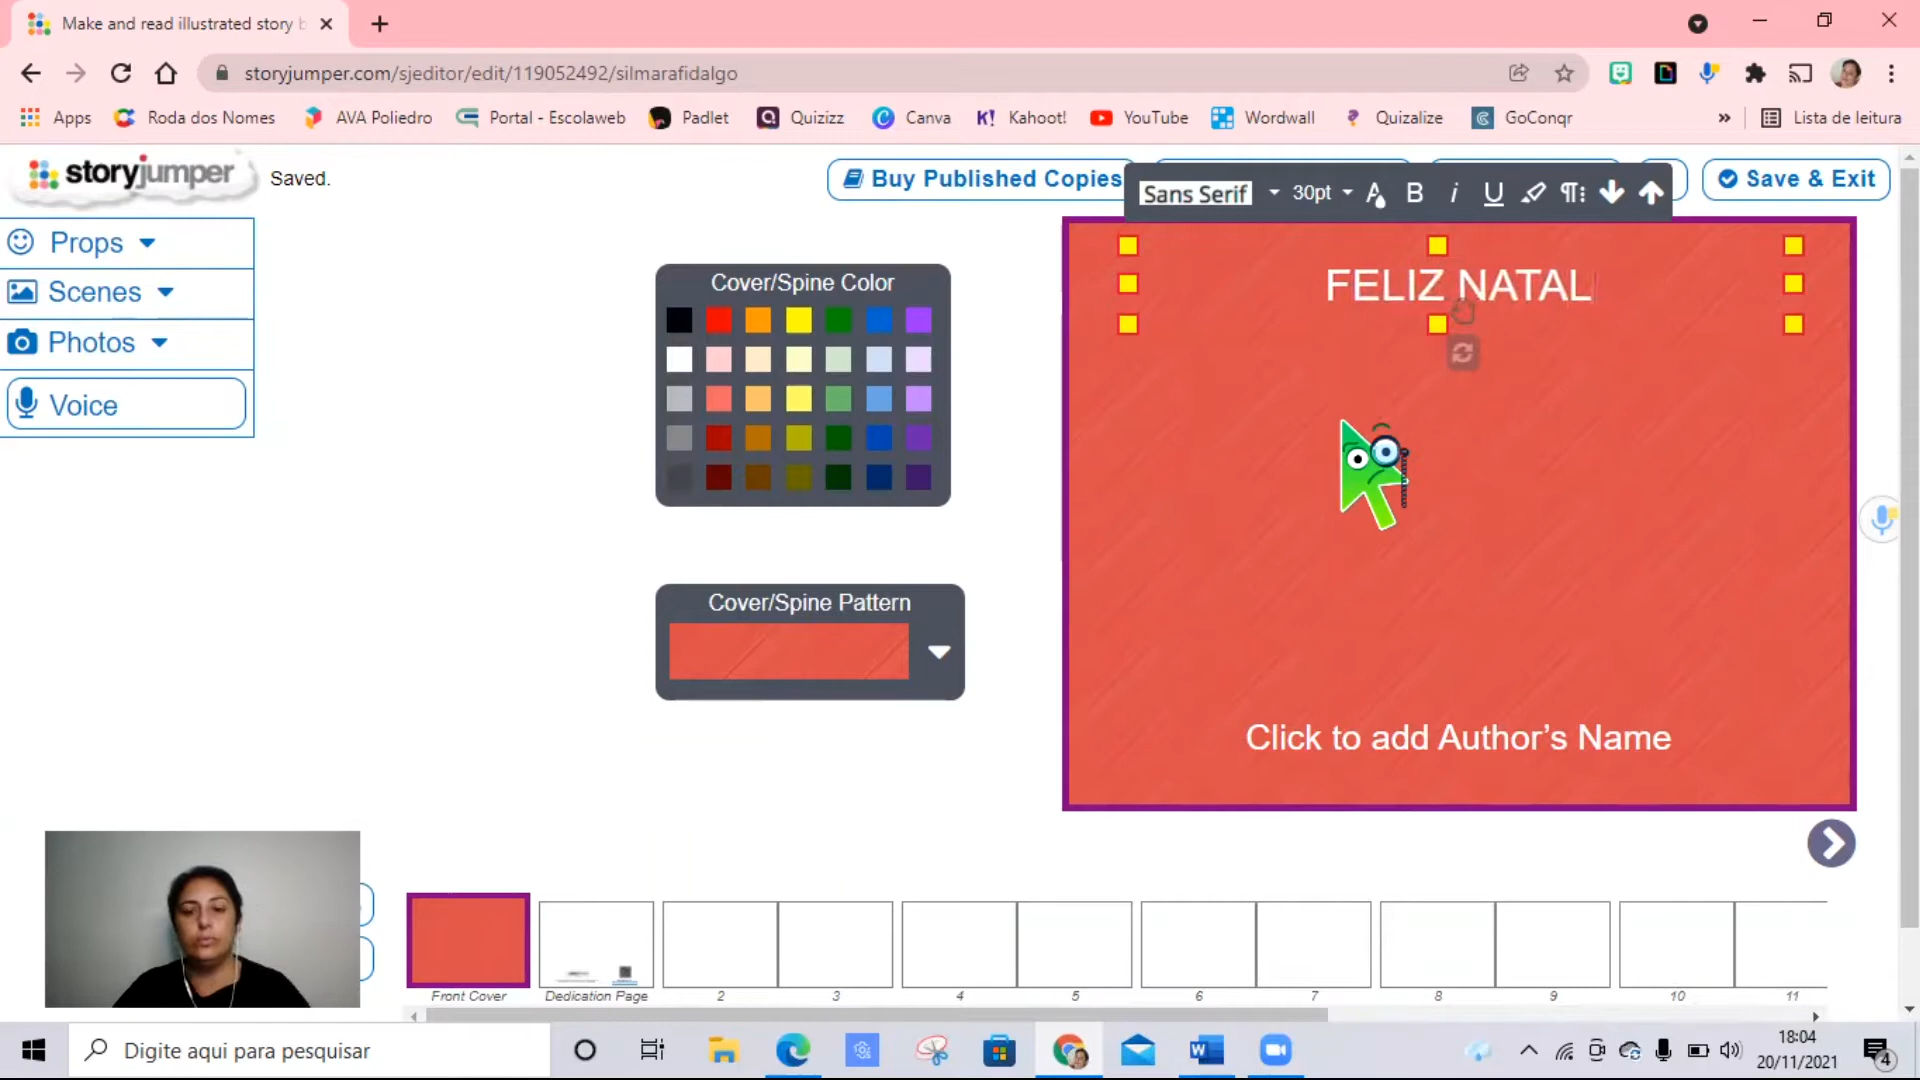 Make and read illustrated story b
storyjumper.com/sjeditor/edit/119052492/silmarafidalgo
Apps
Roda dos Nomes
AVA Poliedro
Portal - Escolaweb
Padlet
Quizizz
Canva
Kahoot!
YouTube
Wordwall
Quizalize
GoConqr
»
Lista de leitura
storyjumper
Saved.
Buy Published Copies
Sans Serif
30pt
A B i U
Save & Exit
Props
Scenes
Photos
Voice
Cover/Spine Color
Cover/Spine Pattern
FELIZ NATAL
Click to add Author's Name
Front Cover
Dedication Page
2
3
4
5
6
7
8
9
10
11
Digite aqui para pesquisar
18:04
20/11/2021
4